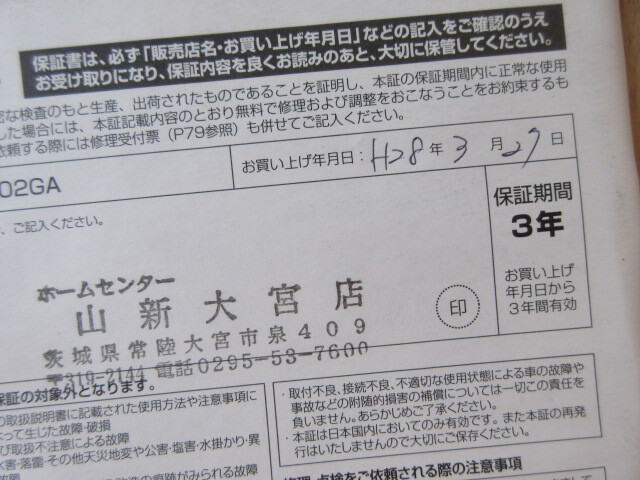 保証書は、必ず「販売店名・お買い上げ年月日」などの記入をご確認のうえ
お受け取りになり、保証内容を良くお読みのあと、大切に保管してください。
な検査のもと生産、出荷されたものであることを証明し、本証の保証期間内に正常な使用
した場合には、本証記載内容のとおり無料で修理および調整をおこなうことをお約束するも
依頼する際には修理受付票（P79参照）も併せてご記入ください。
02GA
お買い上げ年月日：H28年3月27日
、ご記入ください。
保証期間
3年
お買い上げ
年月日から
3年間有効
ホームセンター
山新大宮店
印
茨城県常陸大宮市泉409
〒319-2144 電話0295-53-7600
保証の対象外となります。
の取扱説明書に記載された使用方法や注意事項に
よって生じた故障・破損
び取扱不注意による故障
水害・落雷・その他天災地変や公害・塩害・水掛かり・異
痕跡がみられる故障
・取付不良、接続不良、不適切な使用状態による車の故障や
事故などの附随的損害の補償については一切この責任を
負いません。あらかじめご了承ください。
・本証は日本国内においてのみ有効です。また本証の再発
行はいたしませんので大切にご保存ください。
修理・点検をご依頼される際の注意事項